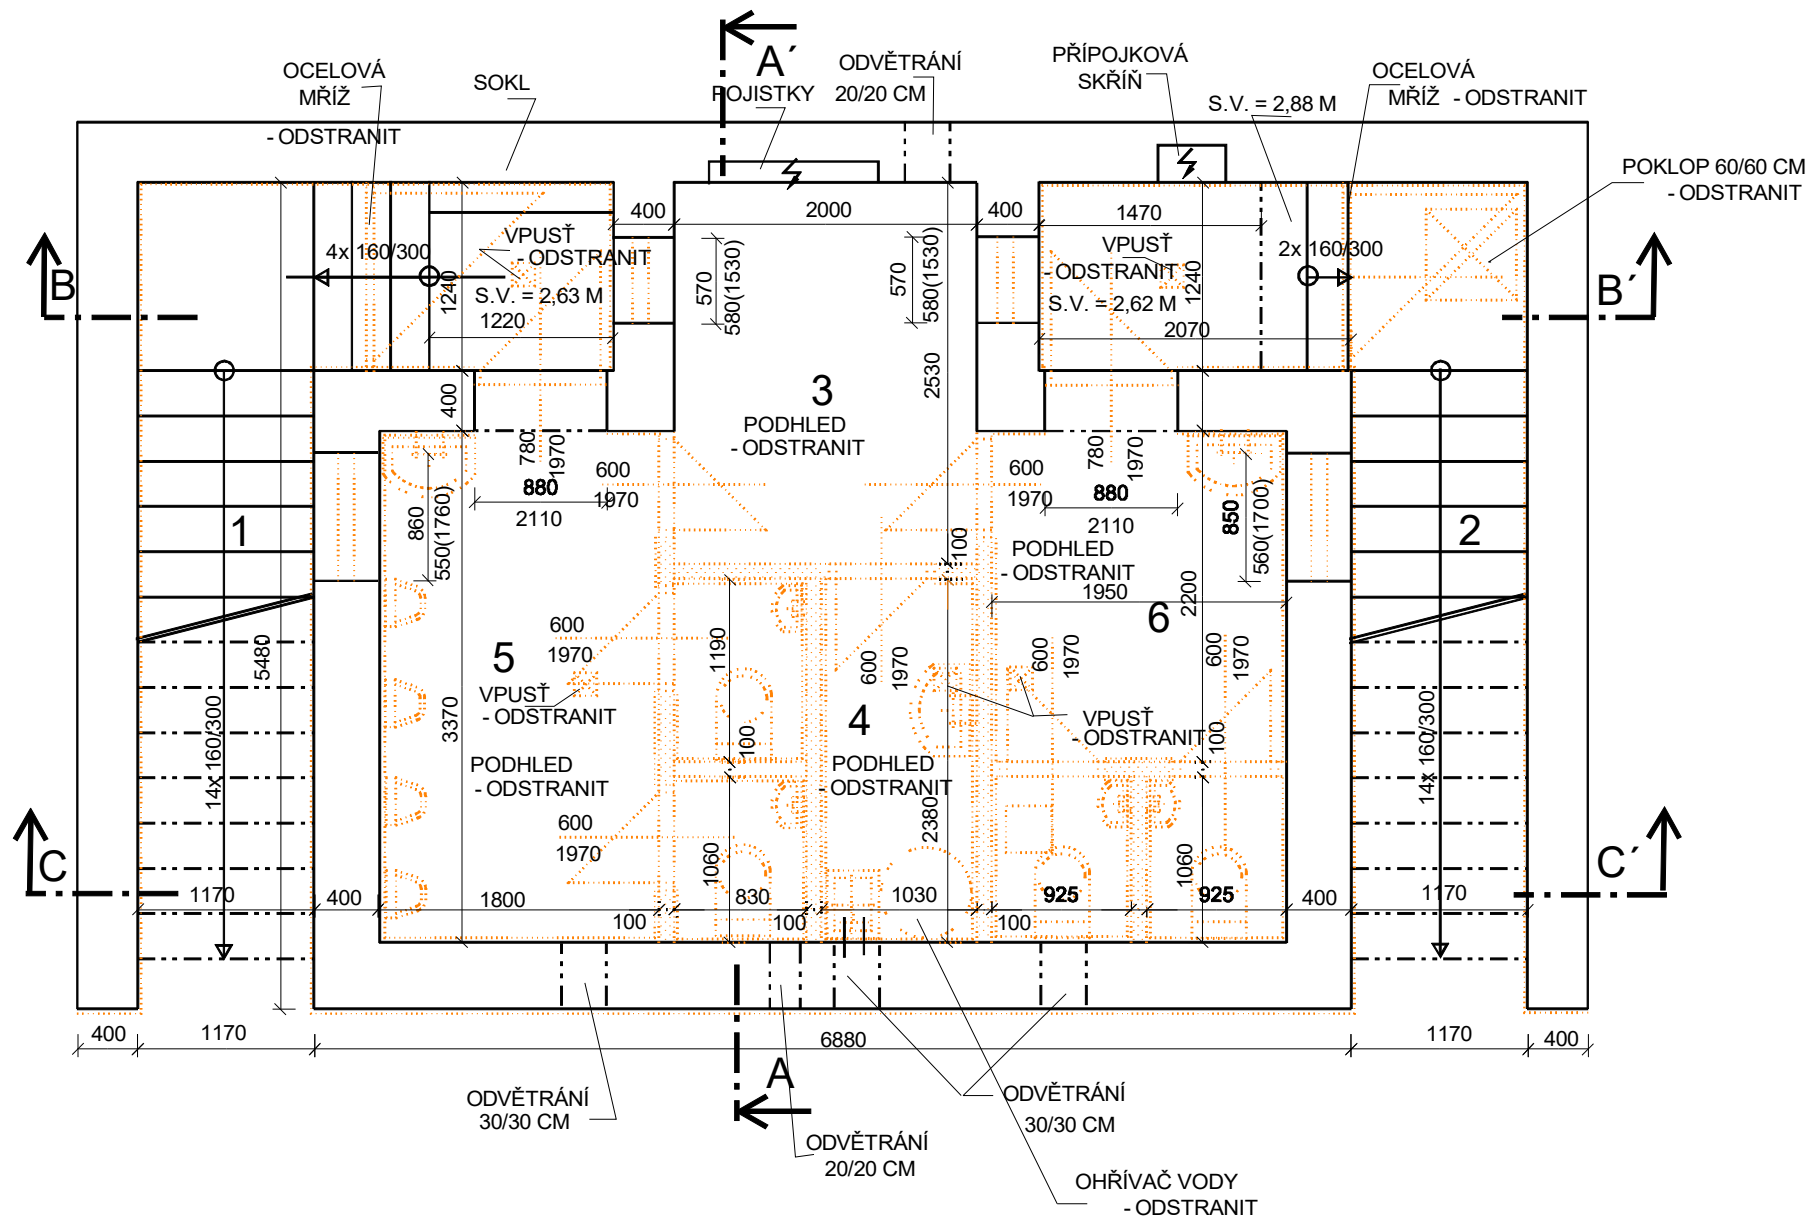 A´
OCELOVÁ
MŘÍŽ
- ODSTRANIT
SOKL
POJISTKY
ODVĚTRÁNÍ
20/20 CM
PŘÍPOJKOVÁ
SKŘÍŇ
S.V. = 2,88 M
OCELOVÁ
MŘÍŽ - ODSTRANIT
POKLOP 60/60 CM
- ODSTRANIT
400
2000
400
1470
4x 160/300
VPUSŤ
- ODSTRANIT
1240
S.V. = 2,63 M
1220
570
580(1530)
570
580(1530)
VPUSŤ
- ODSTRANIT
1240
S.V. = 2,62 M
2x 160/300
2070
B
B´
2530
3
PODHLED
- ODSTRANIT
400
780
1970
600
1970
880
2110
860
550(1760)
600
1970
780
1970
880
2110
850
560(1700)
1
2
100
PODHLED
- ODSTRANIT
1950
2200
6
5480
3370
5
600
1970
VPUSŤ
- ODSTRANIT
1190
100
600
1970
4
600
1970
600
1970
VPUSŤ
- ODSTRANIT
100
14x 160/300
14x 160/300
PODHLED
- ODSTRANIT
PODHLED
- ODSTRANIT
600
1970
2380
1060
1060
C
C´
1170
400
1800
100
830
100
1030
100
925
925
400
1170
400
1170
6880
1170
400
A
ODVĚTRÁNÍ
30/30 CM
ODVĚTRÁNÍ
20/20 CM
ODVĚTRÁNÍ
30/30 CM
OHŘÍVAČ VODY
- ODSTRANIT